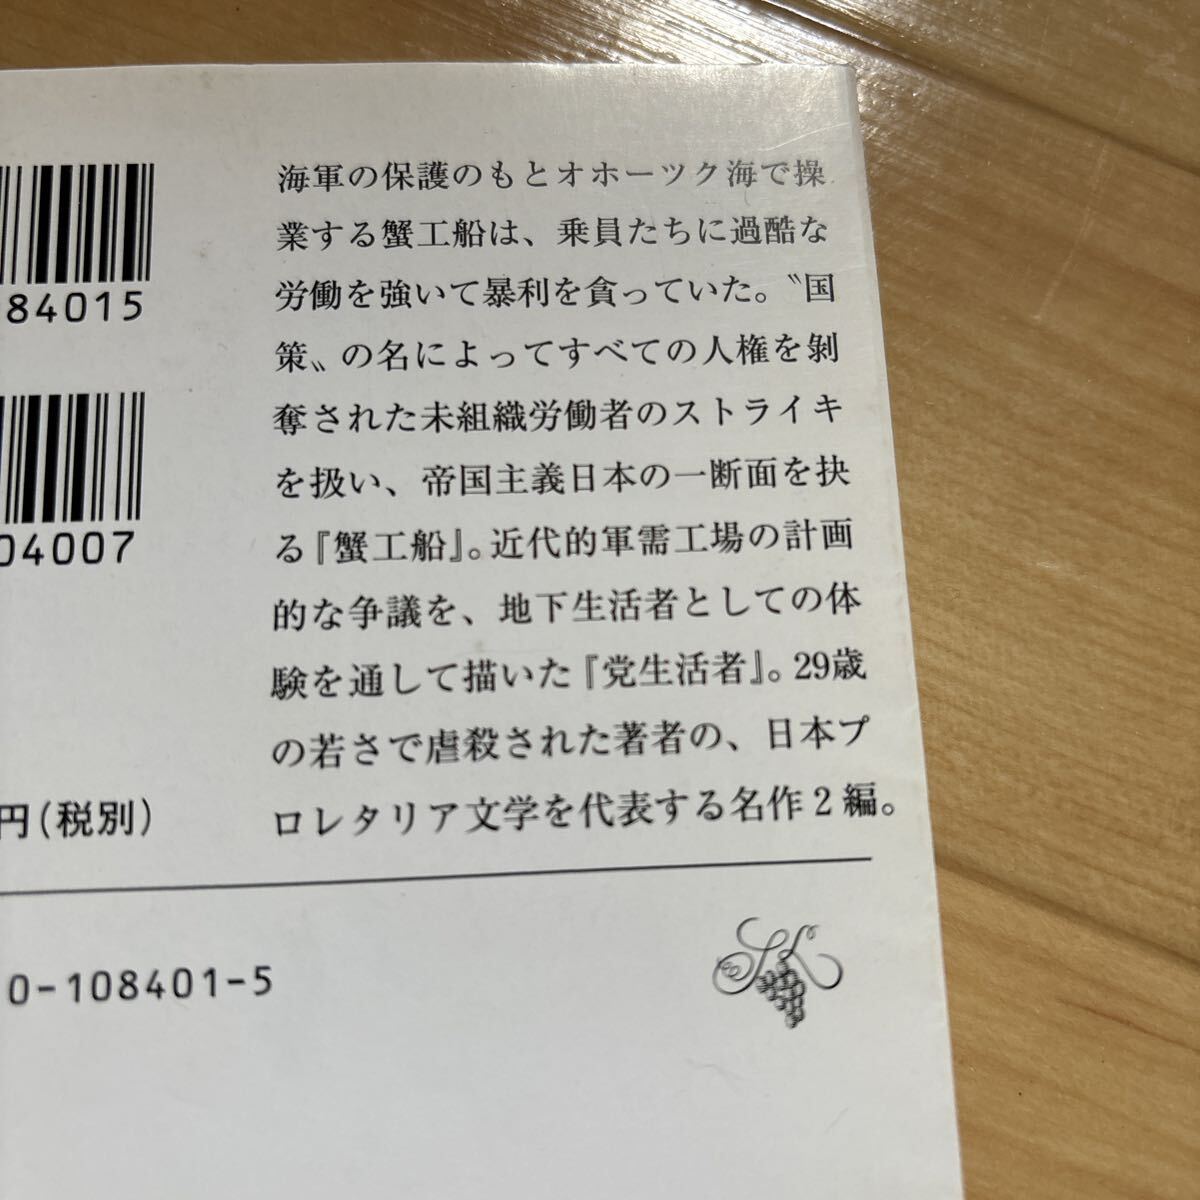 海軍の保護のもとオホーツク海で操
業する蟹工船は、乗員たちに過酷な
労働を強いて暴利を貪っていた。〝国
策〟の名によってすべての人権を剝
奪された未組織労働者のストライキ
を扱い、帝国主義日本の一断面を抉
る『蟹工船』。近代的軍需工場の計画
的な争議を、地下生活者としての体
験を通して描いた『党生活者』。29歳
の若さで虐殺された著者の、日本プ
ロレタリア文学を代表する名作2編。
84015
04007
円(税別)
0-108401-5